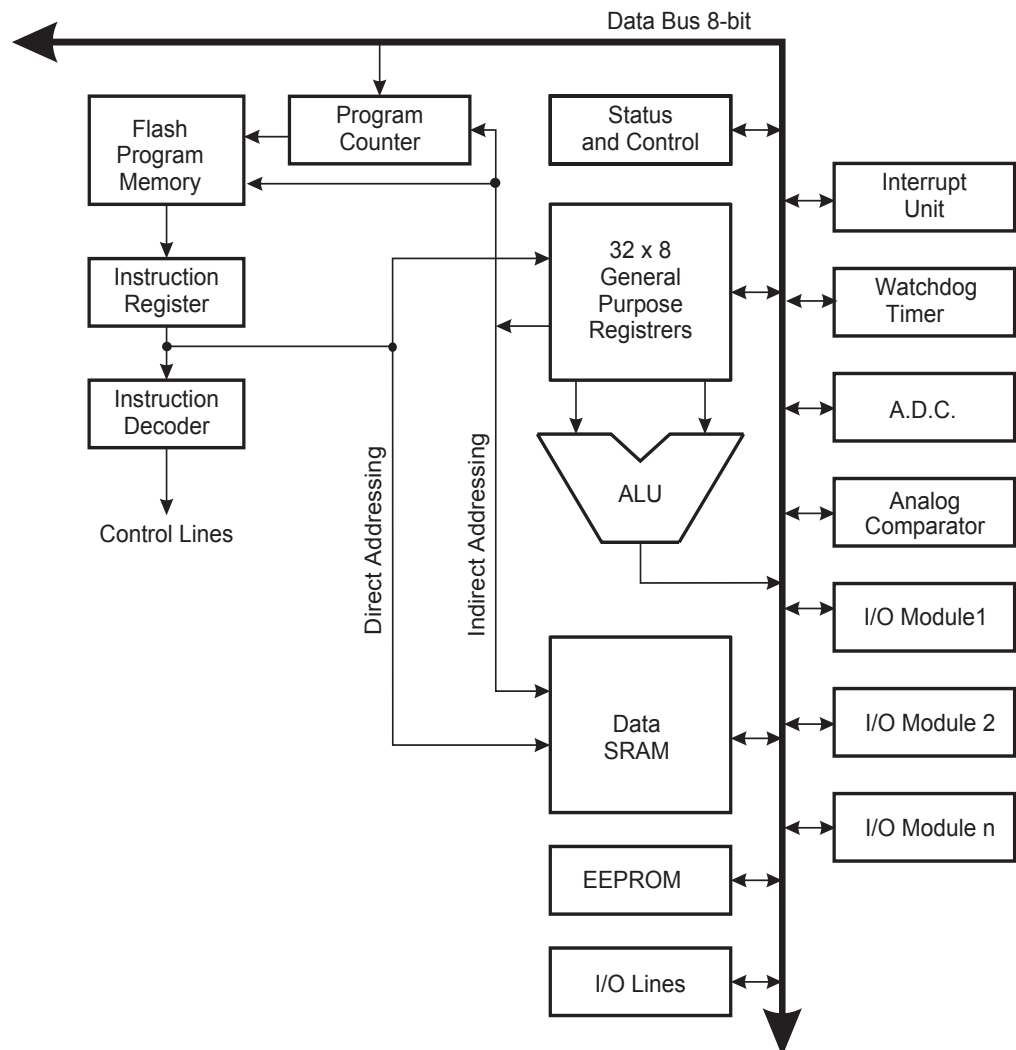 Data Bus 8-bit
Flash
Program
Memory
Program
Counter
Status
and Control
Interrupt
Unit
32 x 8
General
Purpose
Registrers
Instruction
Register
Watchdog
Timer
Instruction
Decoder
A.D.C.
Direct Addressing
Indirect Addressing
ALU
Analog
Comparator
Control Lines
I/O Module1
Data
SRAM
I/O Module 2
I/O Module n
EEPROM
I/O Lines